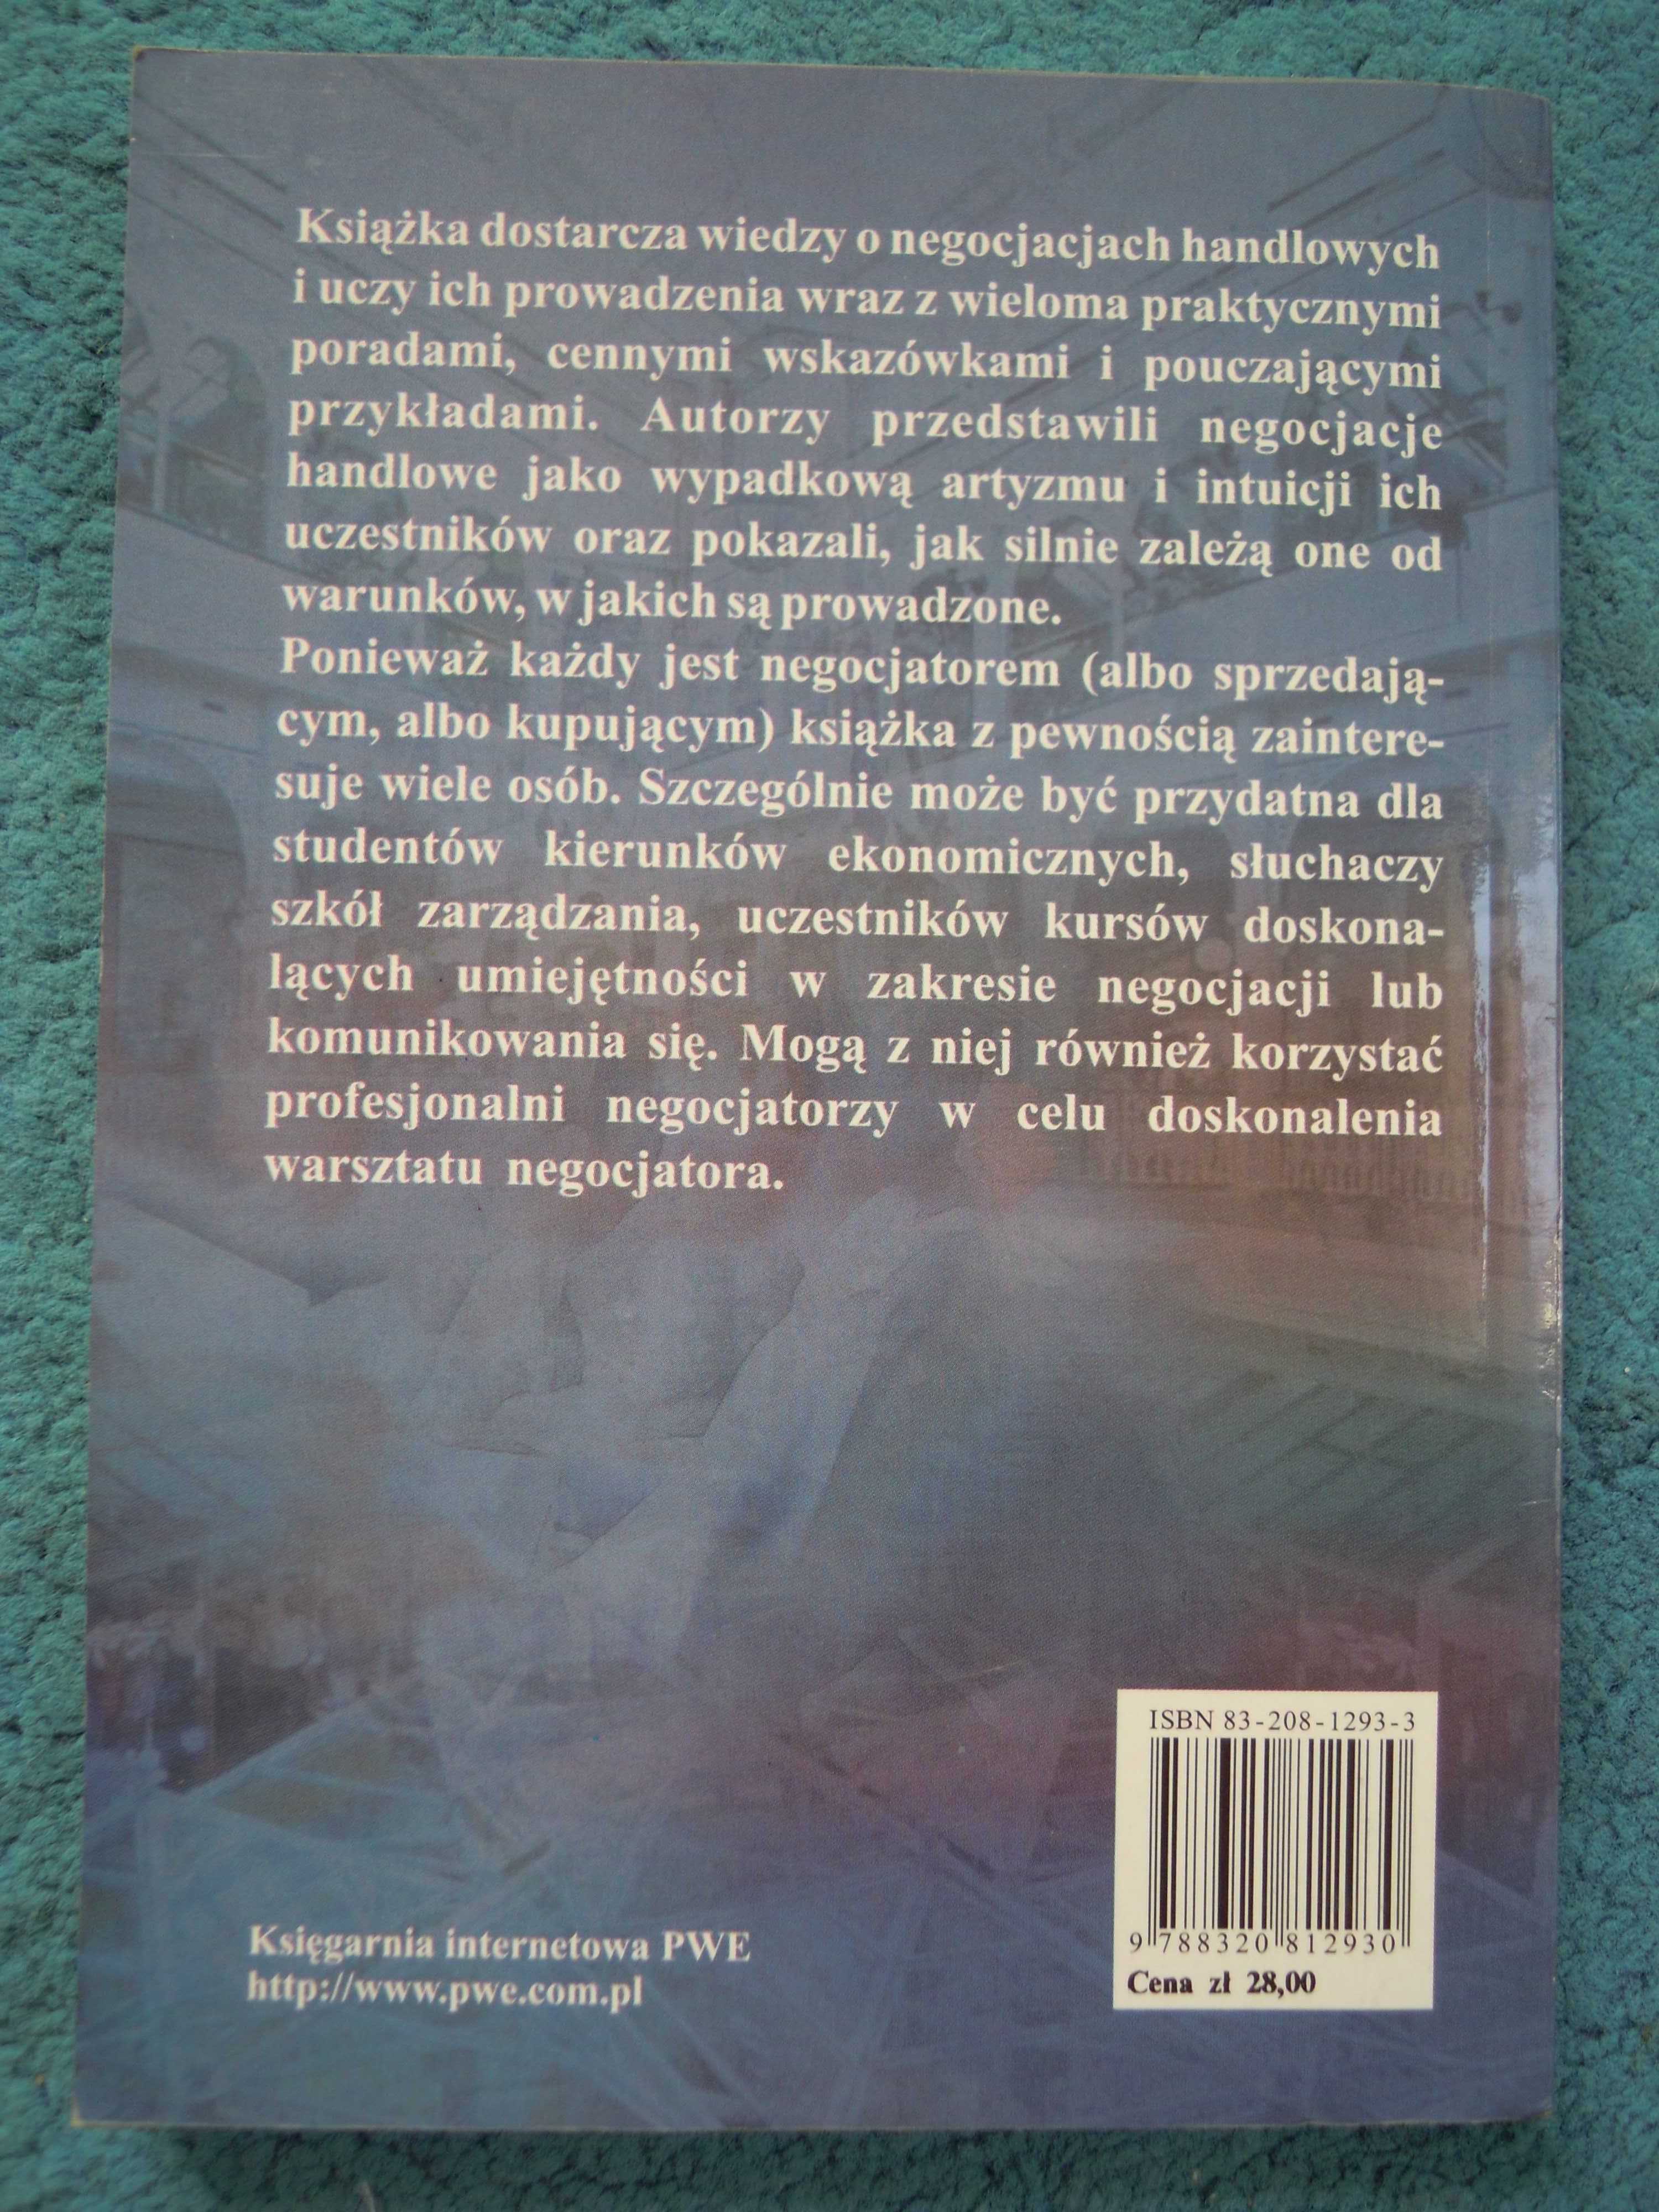 Książka dostarcza wiedzy o negocjacjach handlowych
i uczy ich prowadzenia wraz z wieloma praktycznymi
poradami, cennymi wskazówkami i pouczającymi
przykładami. Autorzy przedstawili negocjacje
handlowe jako wypadkową artyzmu i intuicji ich
uczestników oraz pokazali, jak silnie zależą one od
warunków, w jakich są prowadzone.
Ponieważ każdy jest negocjatorem (albo sprzedają-
cym, albo kupującym) książka z pewnością zaintere-
suje wiele osób. Szczególnie może być przydatna dla
studentów kierunków ekonomicznych, słuchaczy
szkół zarządzania, uczestników kursów doskona-
lących umiejętności w zakresie negocjacji lub
komunikowania się. Mogą z niej również korzystać
profesjonalni negocjatorzy w celu doskonalenia
warsztatu negocjatora.
Księgarnia internetowa PWE
http://www.pwe.com.pl
ISBN 83-208-1293-3
9 788320 812930
Cena zł 28,00